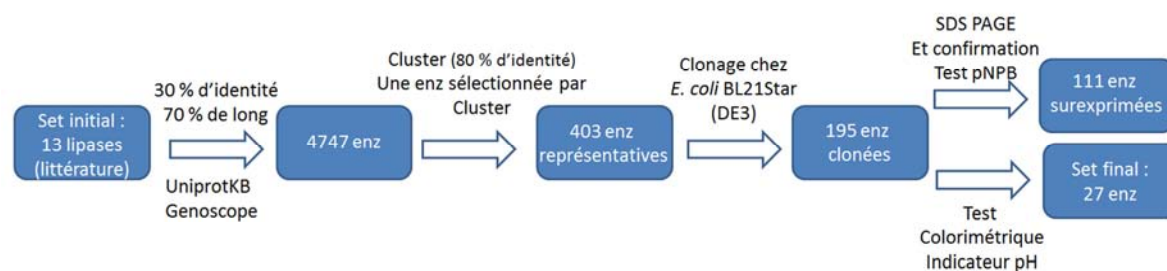 Set initial :
13 lipases
(littérature)
30 % d'identité
70 % de long
UniprotKB
Genoscope
4747 enz
Cluster (80 % d'identité)
Une enz sélectionnée par
Cluster
403 enz
représentatives
Clonage chez
E. coli BL21Star
(DE3)
195 enz
clonées
SDS PAGE
Et confirmation
Test pNPB
111 enz
surexprimées
Test
Colorimétrique
Indicateur pH
Set final :
27 enz